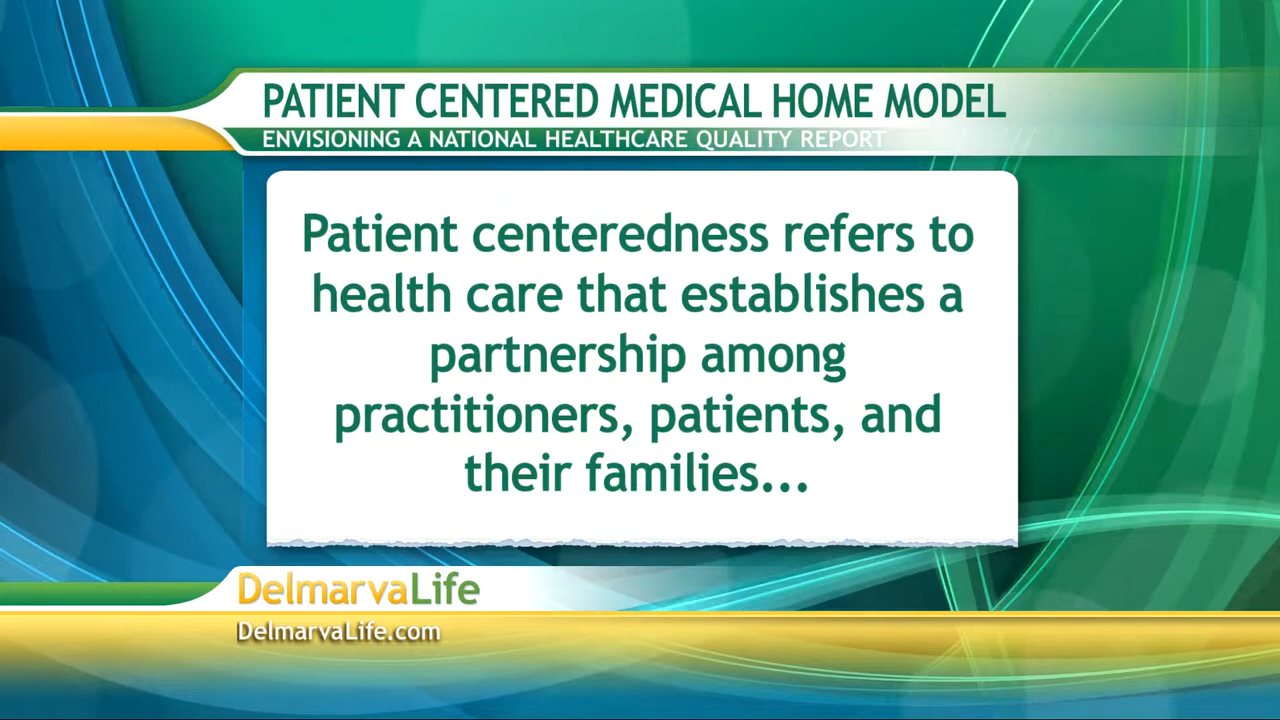 PATIENT CENTERED MEDICAL HOME MODEL
ENVISIONING A NATIONAL HEALTHCARE QUALITY REPORT
Patient centeredness refers to
health care that establishes a
partnership among
practitioners, patients, and
their families...
DelmarvaLife
DelmarvaLife.com